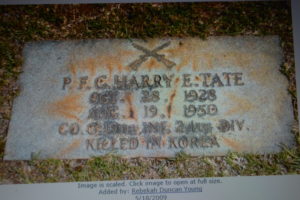 P.F.C. HARRY E. TATE
OCT. 28, 1928
AUG. 19, 1950
CO. INF. 24TH DIV.
KILLED IN KOREA
Image is scaled. Click image to open at full size.
Added by: Rebekah Duncan Young
5/18/2009